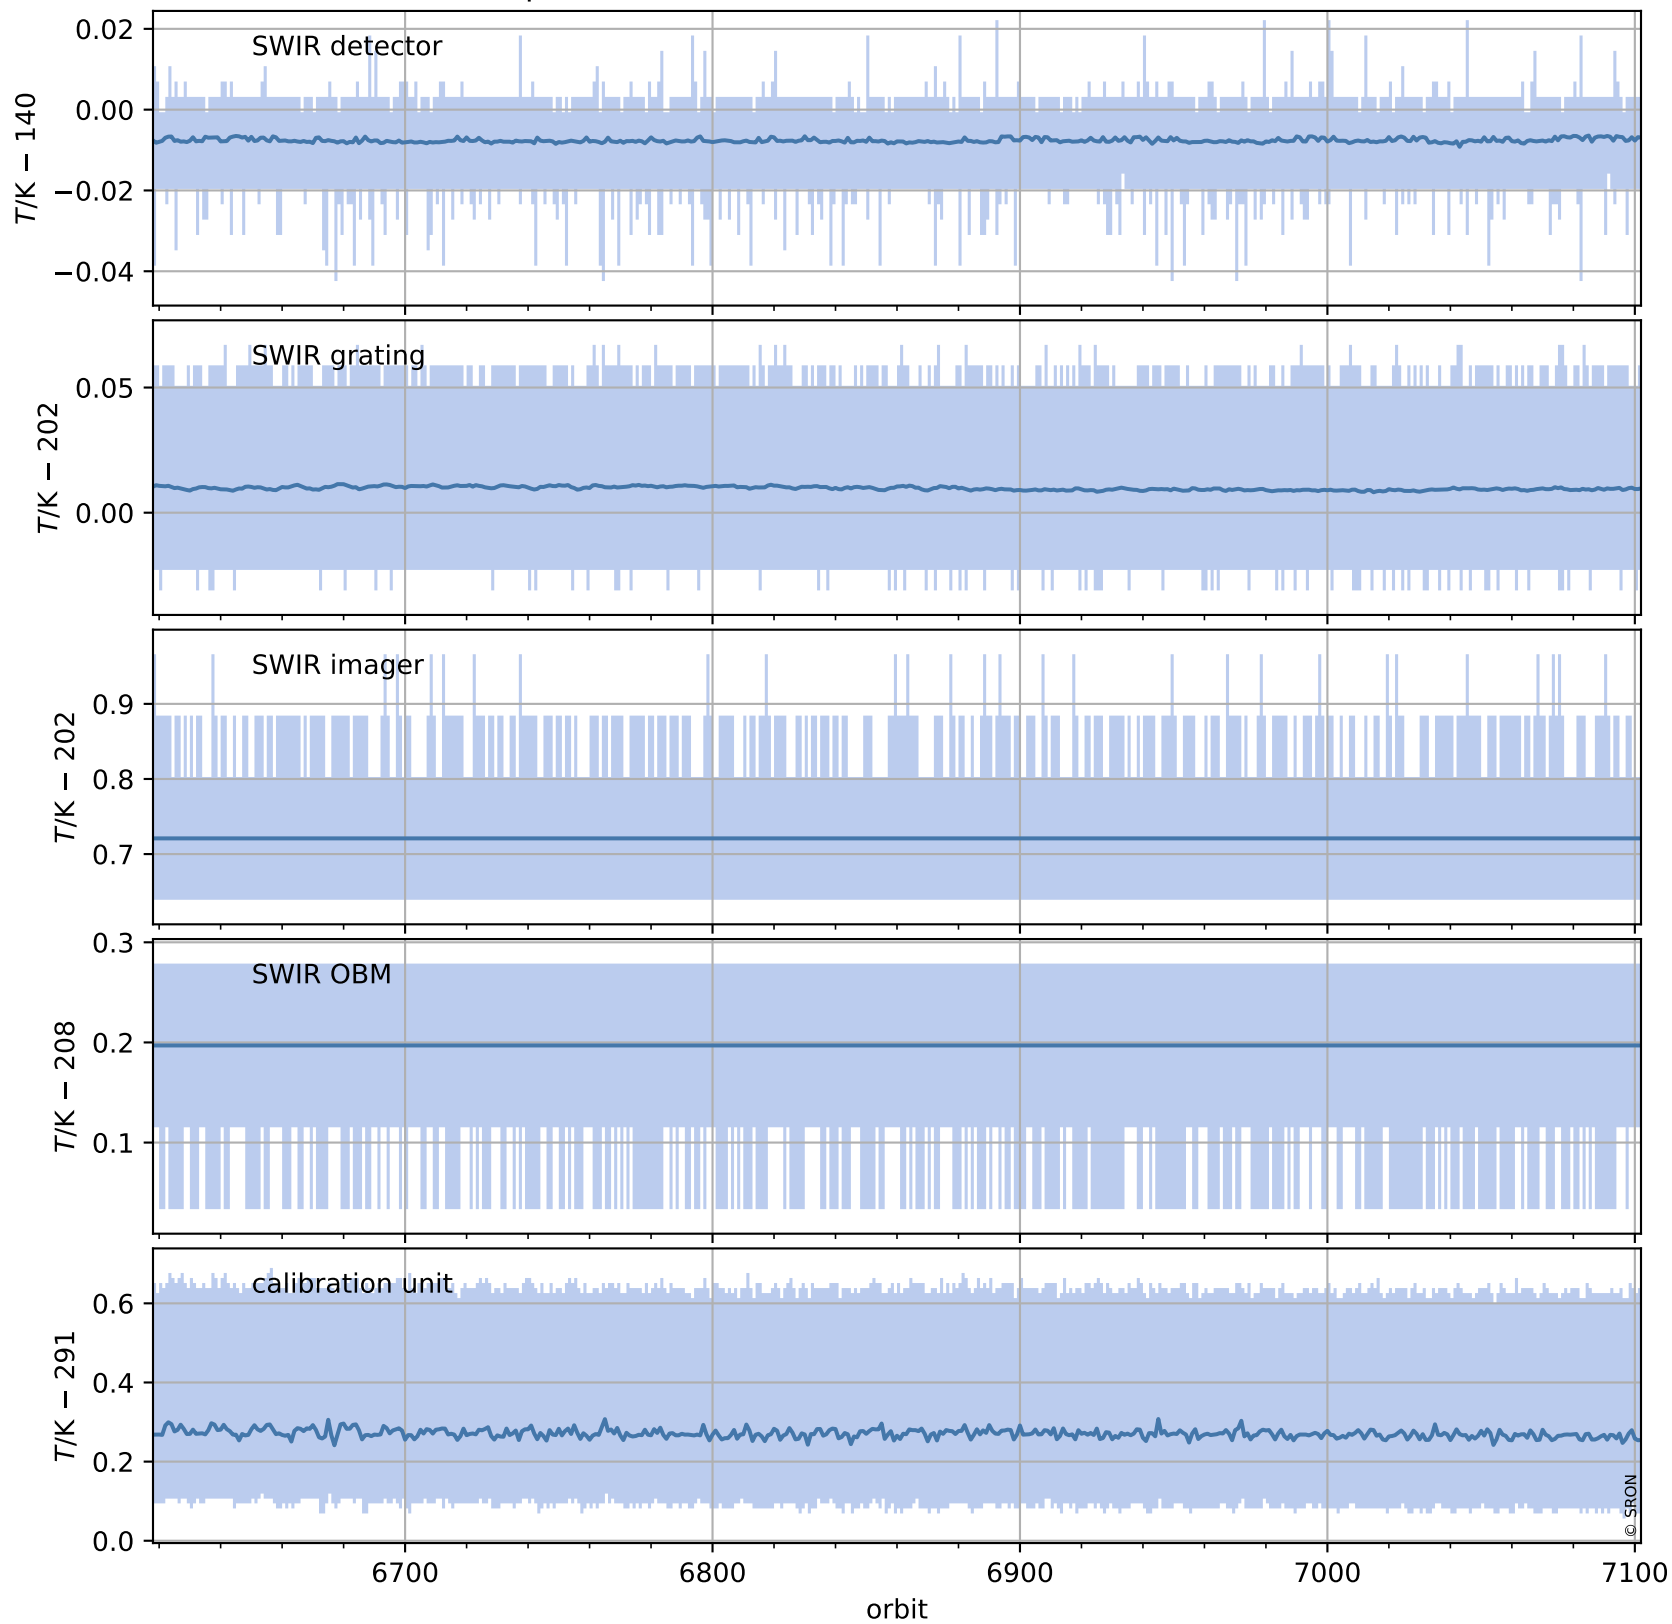 0.02
SWIR detector
0.00
−0.02
−0.04
T/K − 140
SWIR grating
0.05
0.00
T/K − 202
SWIR imager
0.9
0.8
0.7
T/K − 202
0.3
SWIR OBM
0.2
0.1
T/K − 208
calibration unit
0.6
0.4
0.2
0.0
T/K − 291
© SRON
6700 6800 6900 7000 7100
orbit